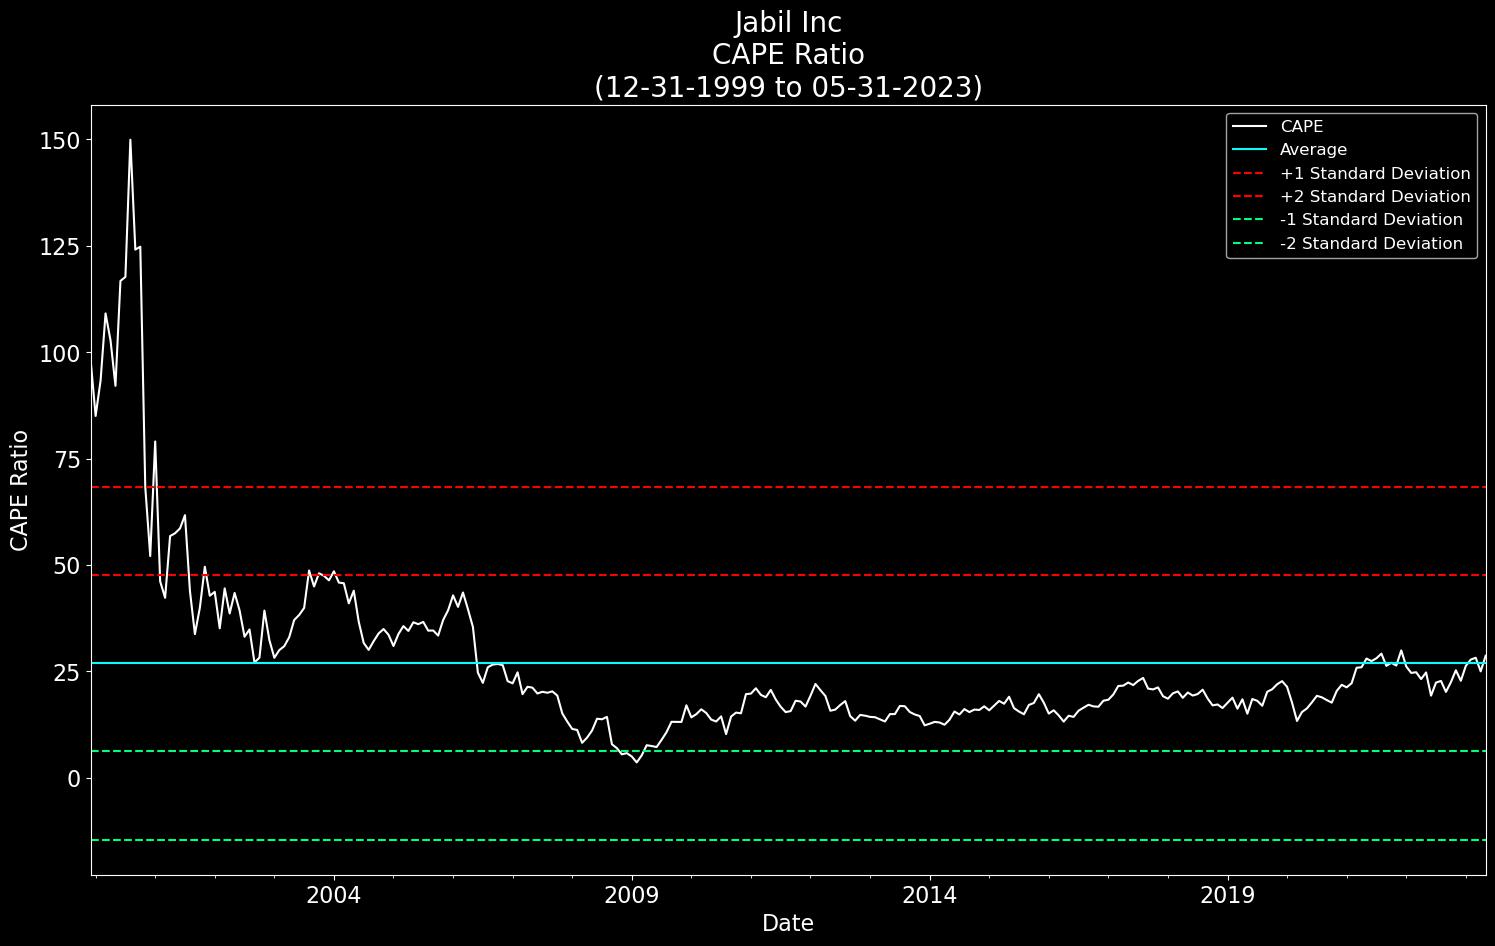 Jabil Inc
CAPE Ratio
(12-31-1999 to 05-31-2023)
CAPE
Average
+1 Standard Deviation
+2 Standard Deviation
-1 Standard Deviation
-2 Standard Deviation
CAPE Ratio
150
125
100
75
50
25
0
2004
2009
2014
2019
Date